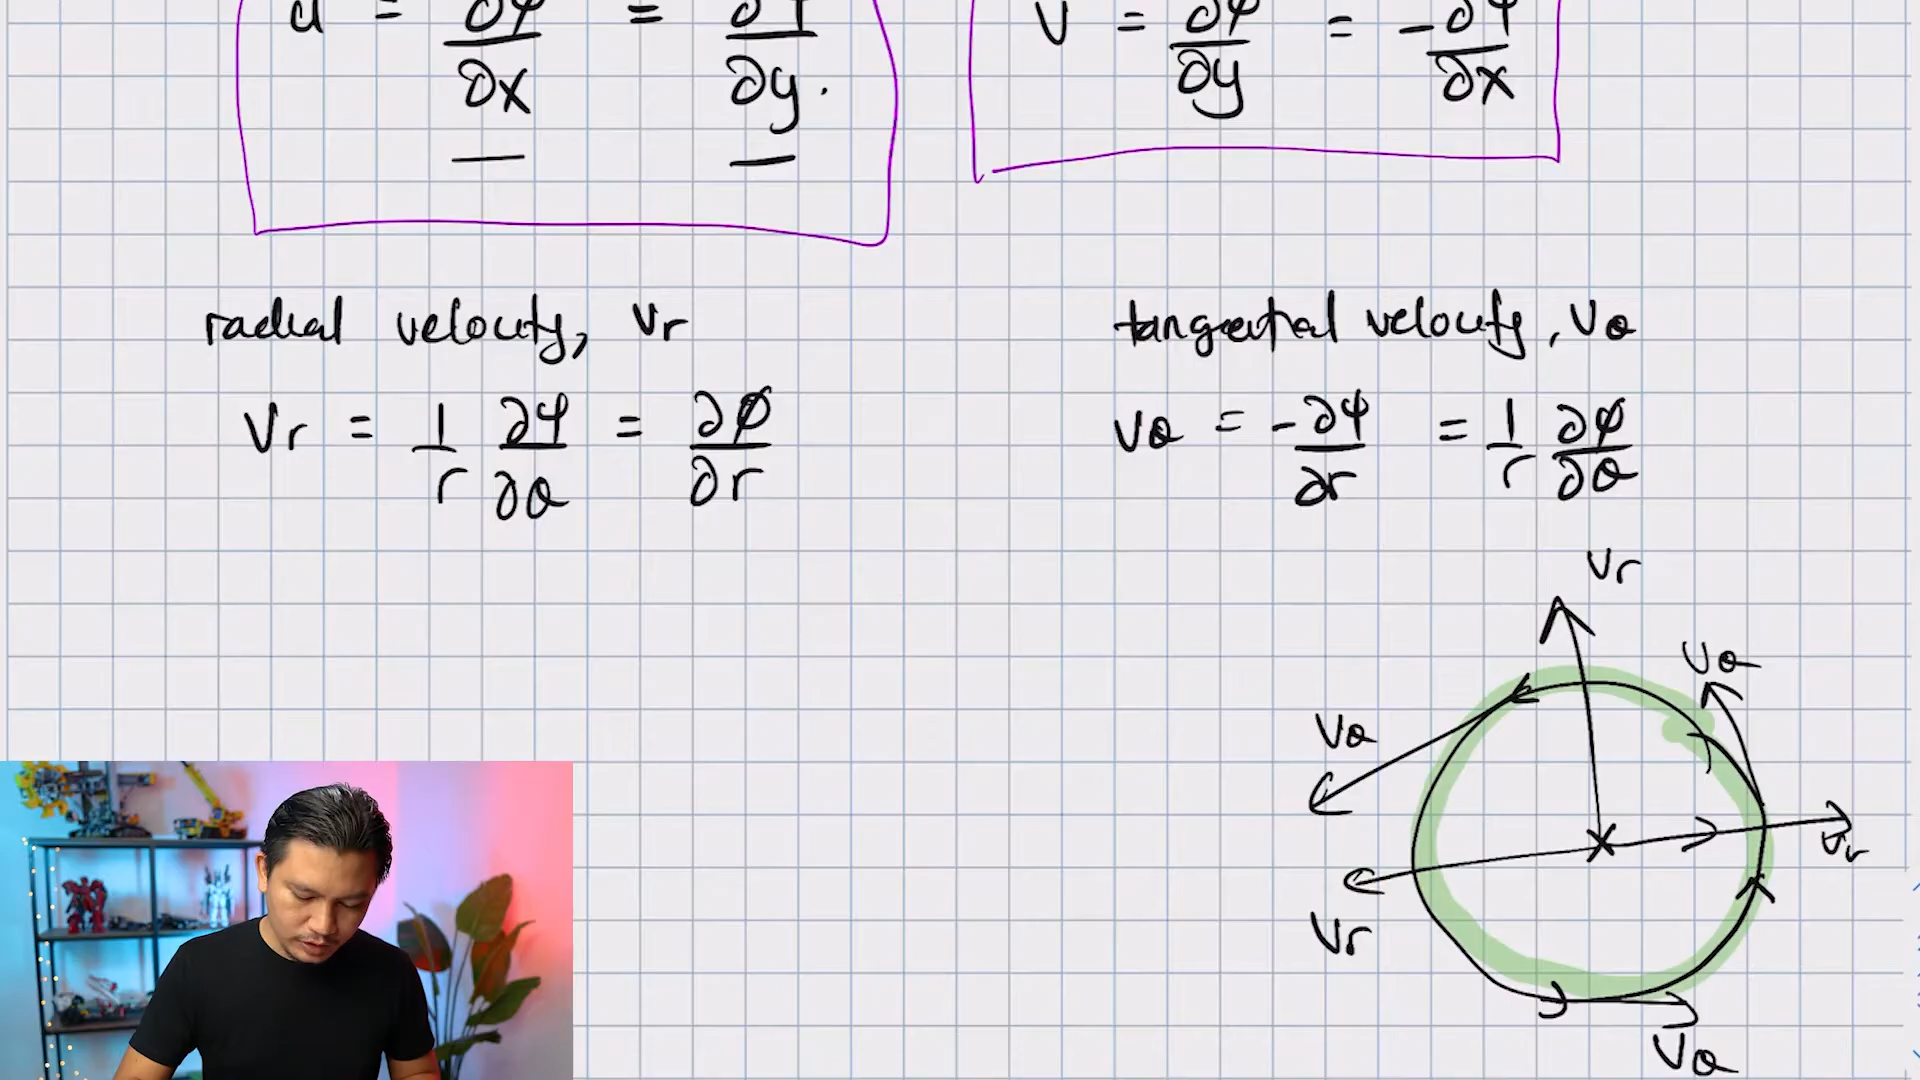 u = ∂φ/∂x = ∂ψ/∂y.
V = ∂φ/∂y = -∂ψ/∂x
radial velocity, Vr
tangential velocity, Vθ
Vr = 1/r ∂ψ/∂θ = ∂φ/∂r
Vθ = -∂ψ/∂r = 1/r ∂φ/∂θ
Vr
Vθ
Vθ
Vr
Vr
Vθ